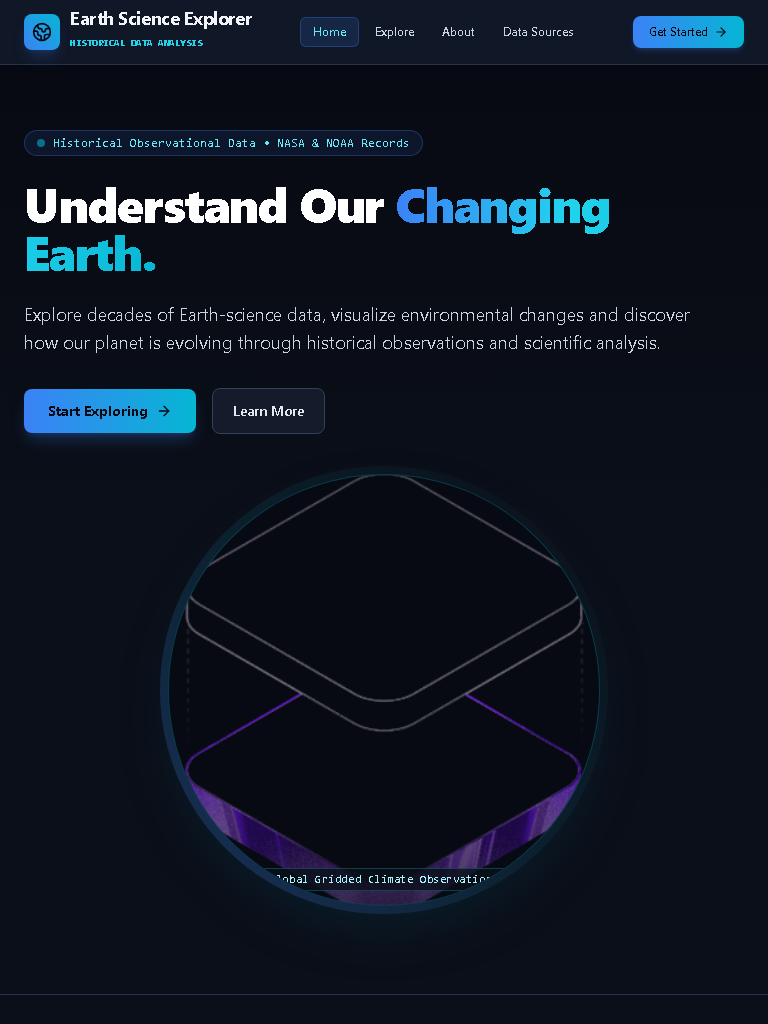 Earth Science Explorer
HISTORICAL DATA ANALYSIS
Home
Explore
About
Data Sources
Get Started
Historical Observational Data • NASA & NOAA Records
Understand Our Changing
Earth.
Explore decades of Earth-science data, visualize environmental changes and discover
how our planet is evolving through historical observations and scientific analysis.
Start Exploring
Learn More
Gridded Climate